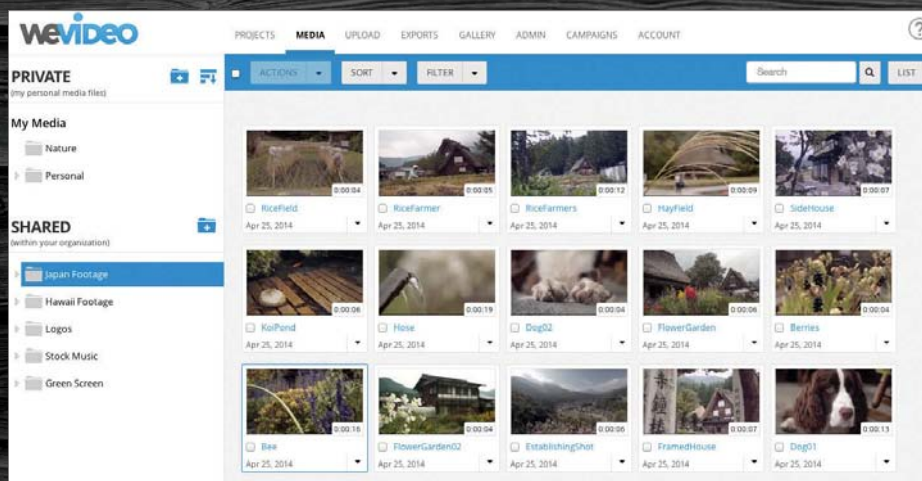 WeVideo
PROJECTS MEDIA UPLOAD EXPORTS GALLERY ADMIN CAMPAIGNS ACCOUNT
?
PRIVATE
(my personal media files)
ACTIONS SORT FILTER Search LIST
My Media
Nature
Personal
SHARED
(within your organization)
Japan Footage
Hawaii Footage
Logos
Stock Music
Green Screen
0:00:04 0:00:05 0:00:12 0:00:09 0:00:07
RiceField RiceFarmer RiceFarmers HayField SideHouse
Apr 25, 2014 Apr 25, 2014 Apr 25, 2014 Apr 25, 2014 Apr 25, 2014
0:00:06 0:00:19 0:00:04 0:00:06 0:00:04
KoiPond Hose Dog02 FlowerGarden Berries
Apr 25, 2014 Apr 25, 2014 Apr 25, 2014 Apr 25, 2014 Apr 25, 2014
0:00:16 0:00:04 0:00:06 0:00:07 0:00:13
Bee FlowerGarden02 EstablishingShot FramedHouse Dog01
Apr 25, 2014 Apr 25, 2014 Apr 25, 2014 Apr 25, 2014 Apr 25, 2014